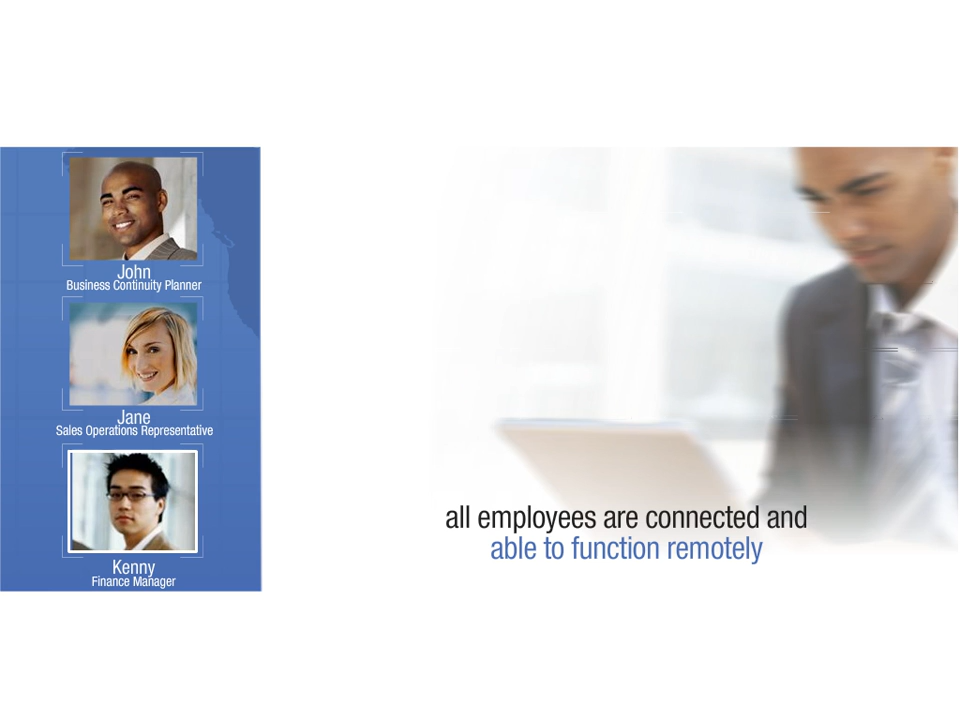 John
Business Continuity Planner
Jane
Sales Operations Representative
Kenny
Finance Manager
all employees are connected and
able to function remotely